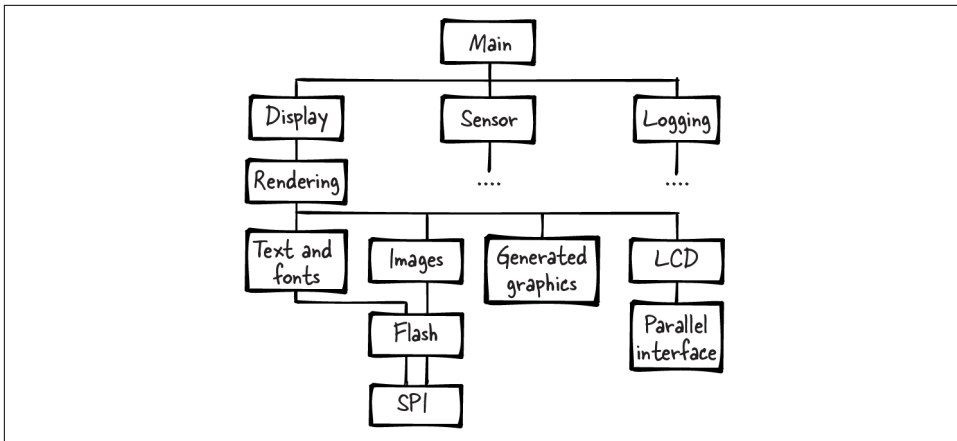 Main
Display
Sensor
Logging
Rendering
....
....
Text and
fonts
Images
Generated
graphics
LCD
Flash
Parallel
interface
SPI